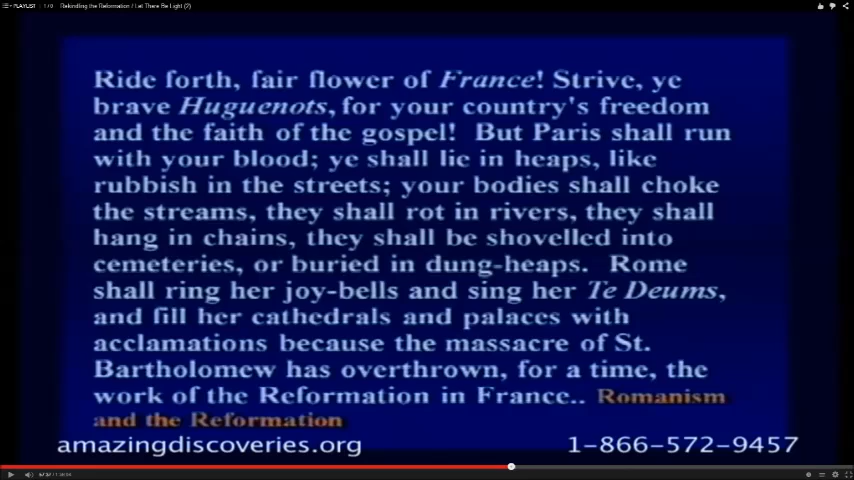 PLAYLIST
Rekindling the Reformation / Let There Be Light (2)
Ride forth, fair flower of France! Strive, ye
brave Huguenots, for your country's freedom
and the faith of the gospel! But Paris shall run
with your blood; ye shall lie in heaps, like
rubbish in the streets; your bodies shall choke
the streams, they shall rot in rivers, they shall
hang in chains, they shall be shovelled into
cemeteries, or buried in dung-heaps. Rome
shall ring her joy-bells and sing her Te Deums,
and fill her cathedrals and palaces with
acclamations because the massacre of St.
Bartholomew has overthrown, for a time, the
work of the Reformation in France.. Romanism
and the Reformation
amazingdiscoveries.org 1-866-572-9457